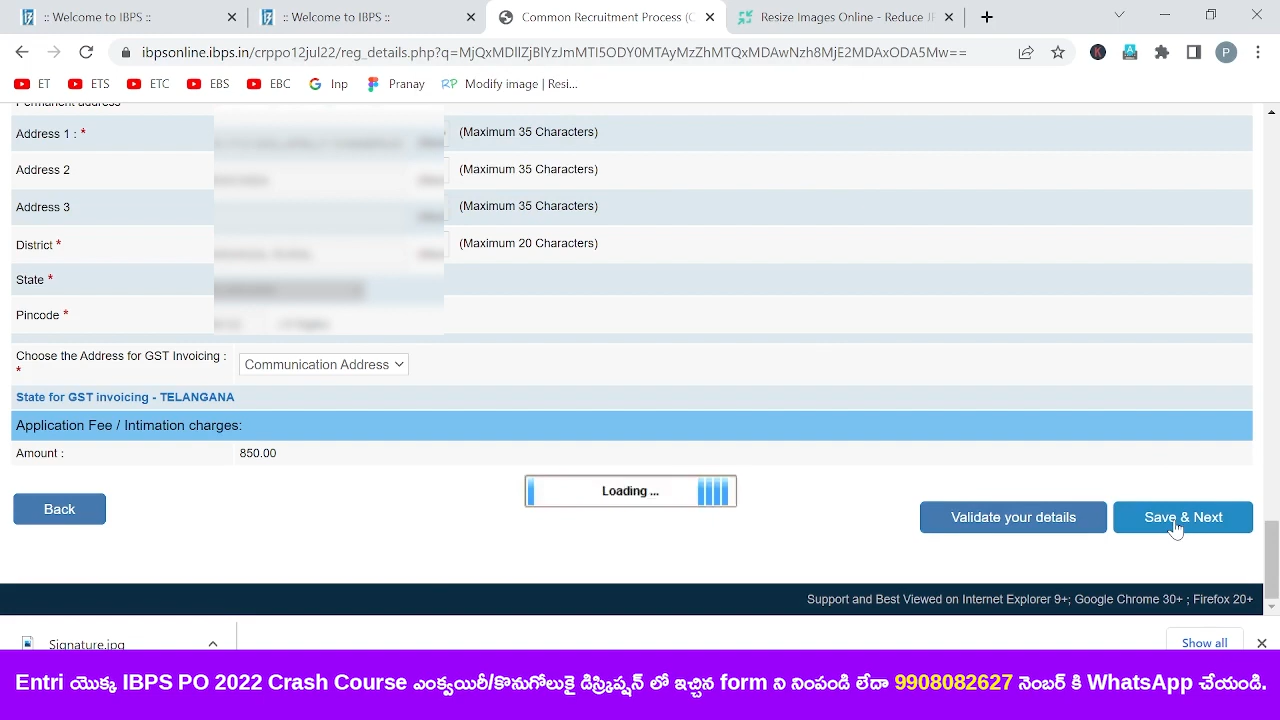 :: Welcome to IBPS ::
:: Welcome to IBPS ::
Common Recruitment Process (C
Resize Images Online - Reduce JP
ibpsonline.ibps.in/crppo12jul22/reg_details.php?q=MjQxMDllZjBlYzJmMTI5ODY0MTAyMzZhMTQxMDAwNzh8MjE2MDAxODA5Mw==
K
A
P
ET
ETS
ETC
EBS
EBC
Inp
Pranay
RP Modify image | Resi...
Permanent address
Address 1 : * (Maximum 35 Characters)
Address 2 (Maximum 35 Characters)
Address 3 (Maximum 35 Characters)
District * (Maximum 20 Characters)
State *
Pincode *
Choose the Address for GST Invoicing : * Communication Address
State for GST invoicing - TELANGANA
Application Fee / Intimation charges:
Amount : 850.00
Loading ...
Back
Validate your details
Save & Next
Support and Best Viewed on Internet Explorer 9+; Google Chrome 30+ ; Firefox 20+
Signature.jpg
Show all
Entri యొక్క IBPS PO 2022 Crash Course ఎంక్వయిరీ/కొనుగోలుకై డిస్క్రిప్షన్ లో ఇచ్చిన form ని నింపండి లేదా 9908082627 నెంబర్ కి WhatsApp చేయండి.